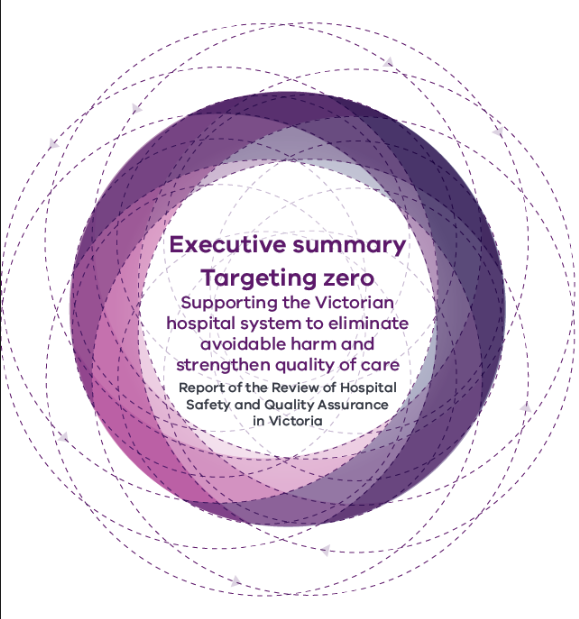 Executive summary
Targeting zero
Supporting the Victorian
hospital system to eliminate
avoidable harm and
strengthen quality of care
Report of the Review of Hospital
Safety and Quality Assurance
in Victoria